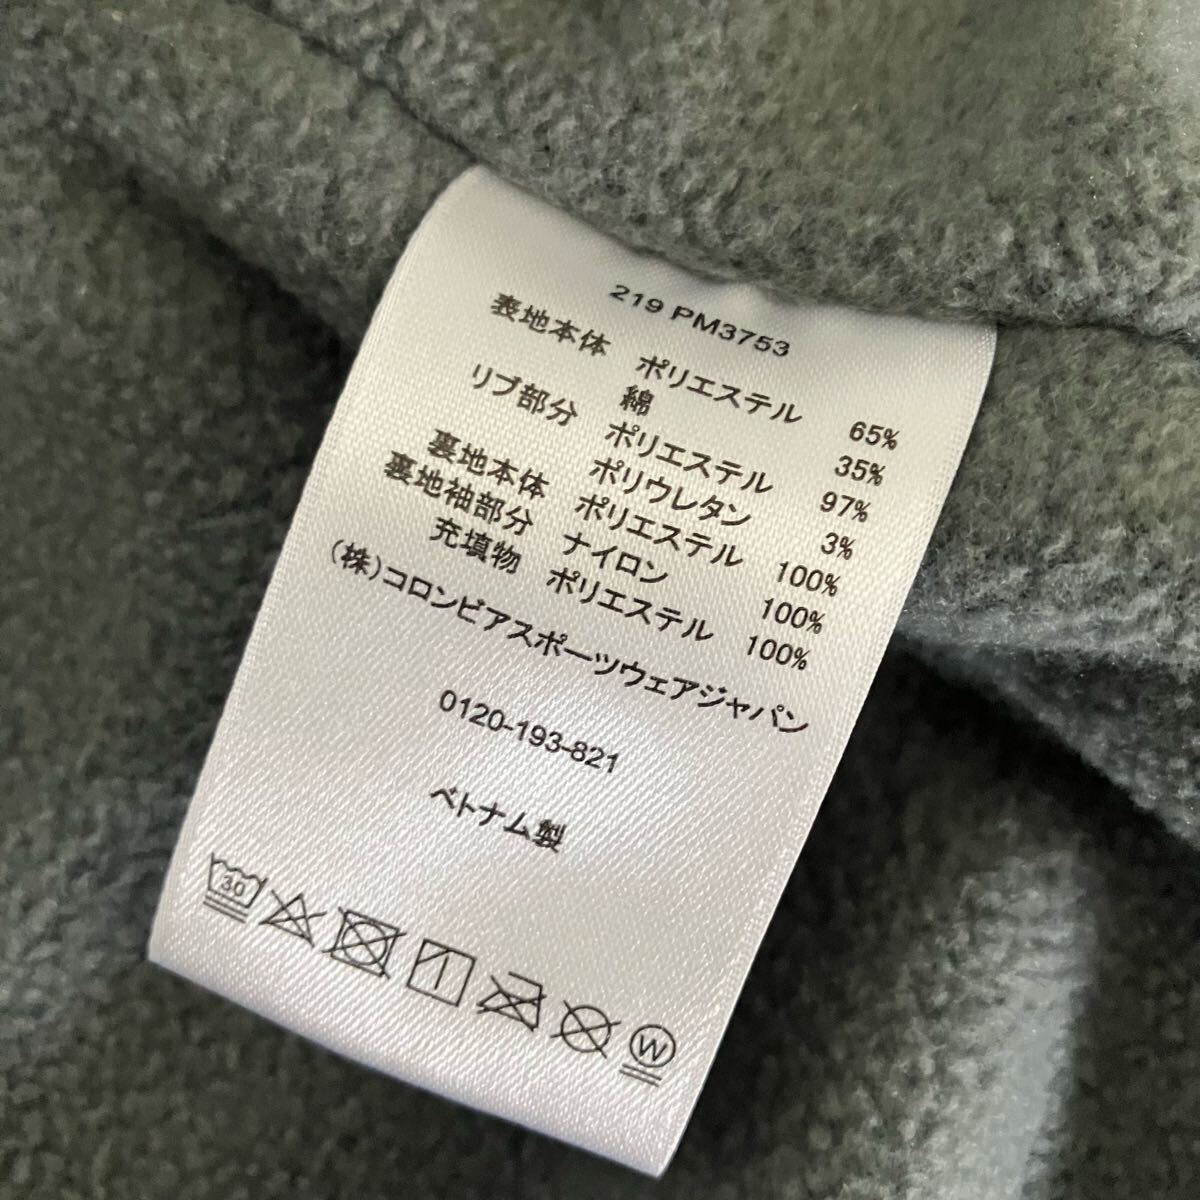 219 PM3753
表地本体 ポリエステル 65%
綿 35%
リブ部分 ポリエステル 97%
ポリウレタン 3%
裏地本体 ポリエステル 100%
裏地袖部分 ナイロン 100%
充填物 ポリエステル 100%
(株)コロンビアスポーツウェアジャパン
0120-193-821
ベトナム製
30
W